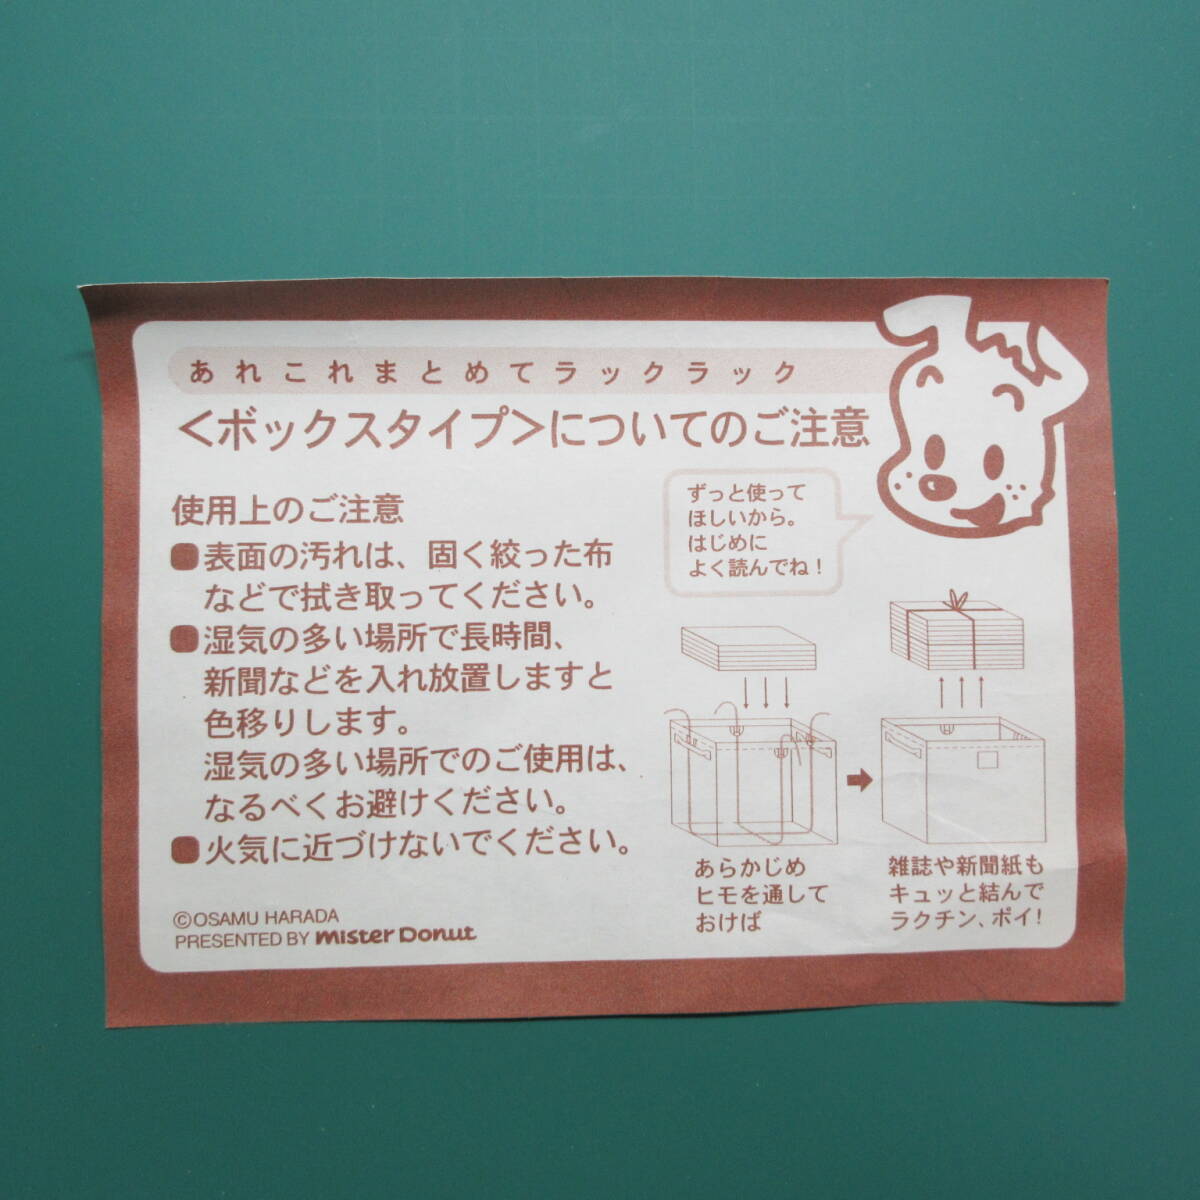 あれこれまとめてラックラック
<ボックスタイプ>についてのご注意
使用上のご注意
■表面の汚れは、固く絞った布
などで拭き取ってください。
■湿気の多い場所で長時間、
新聞などを入れ放置しますと
色移りします。
湿気の多い場所でのご使用は、
なるべくお避けください。
■火気に近づけないでください。
©OSAMU HARADA
PRESENTED BY mister Donut
ずっと使って
ほしいから。
はじめに
よく読んでね!
あらかじめ
ヒモを通して
おけば
雑誌や新聞紙も
キュッと結んで
ラクチン、ポイ!